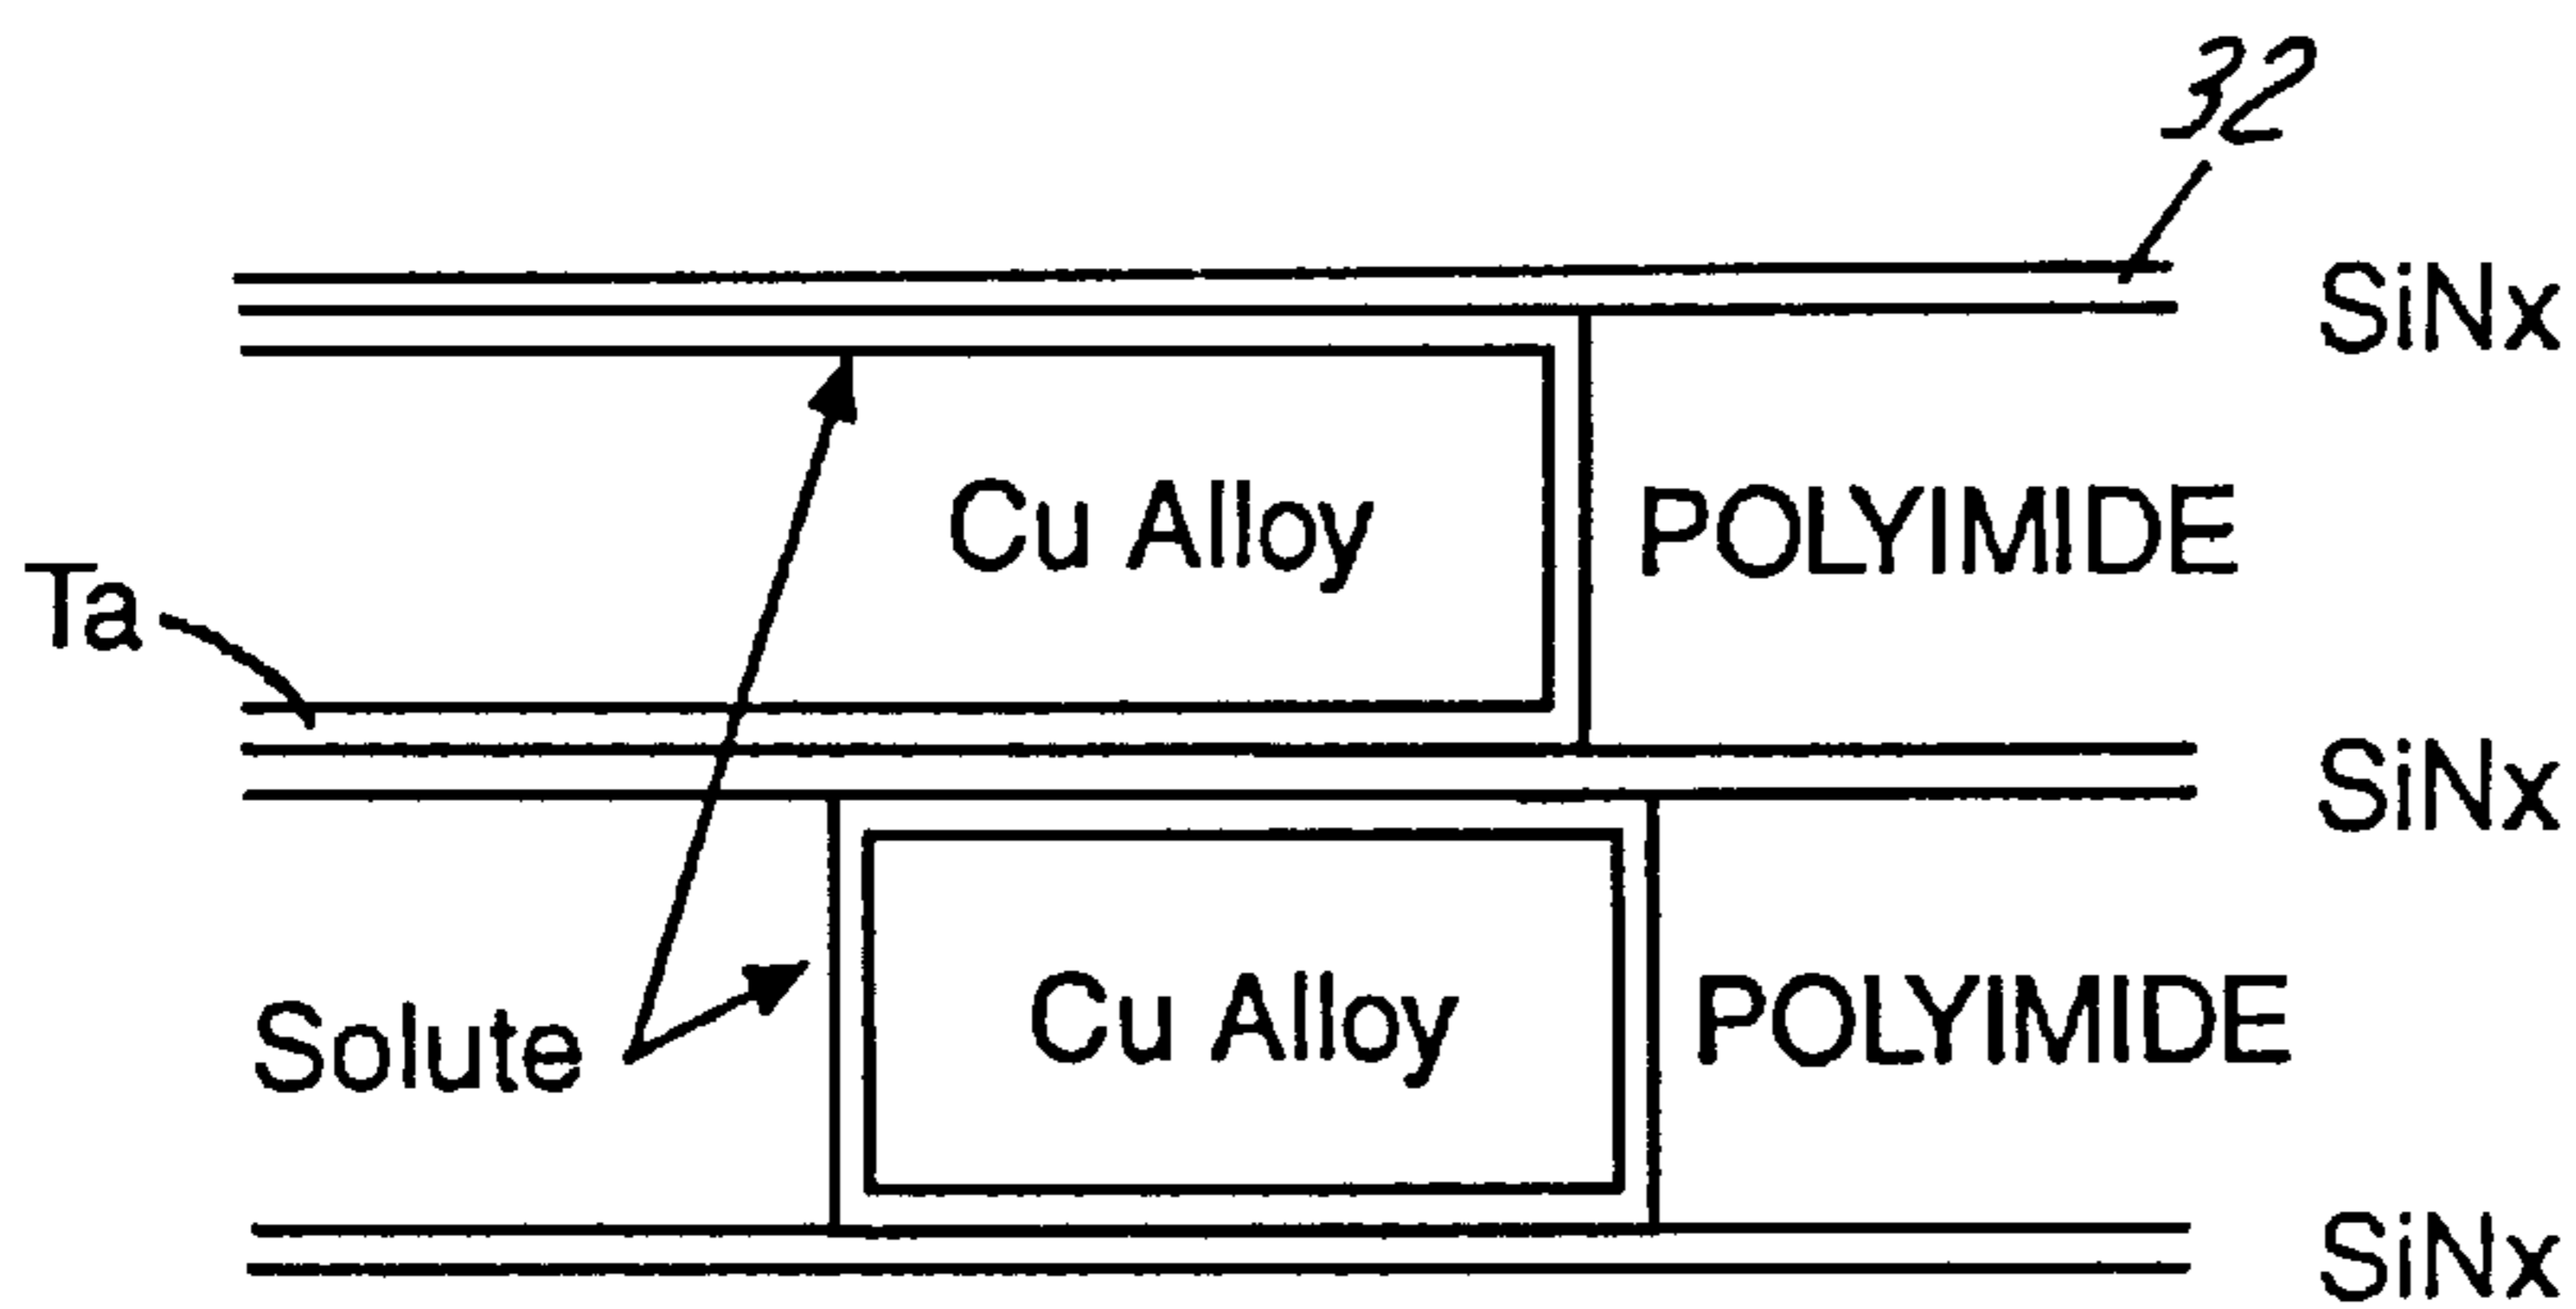 32
SiNx
Cu Alloy POLYIMIDE
Ta
SiNx
Solute
Cu Alloy POLYIMIDE
SiNx